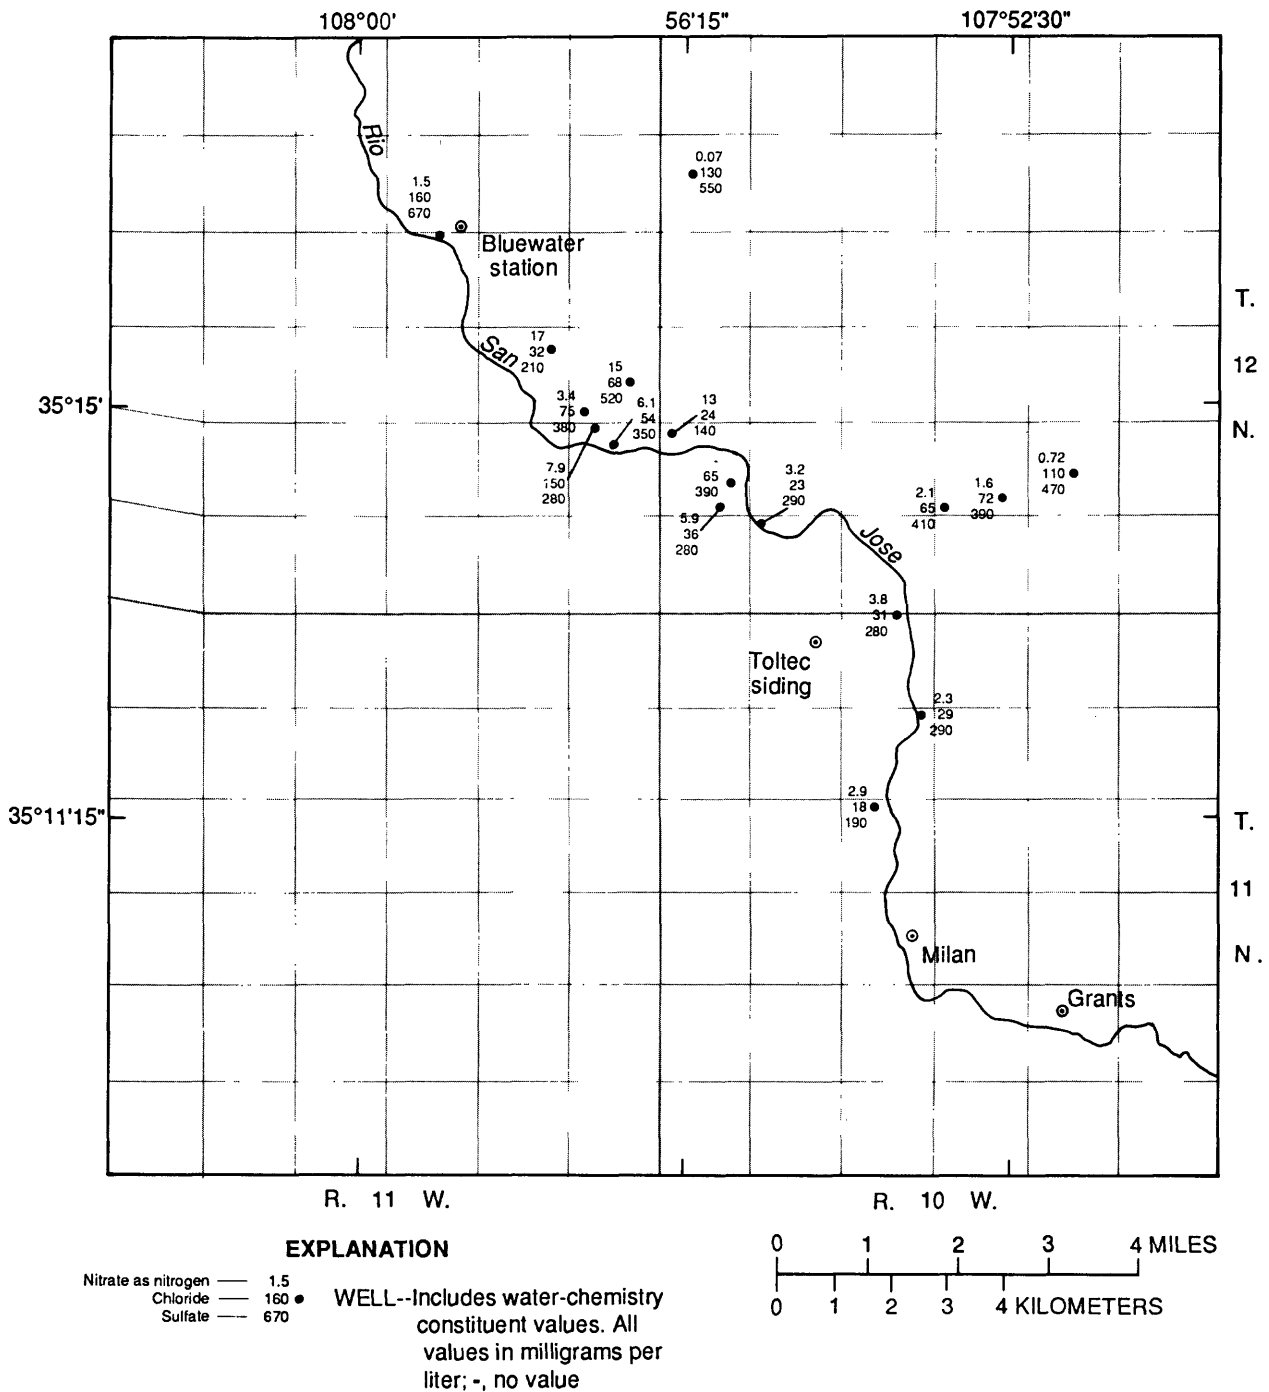 108°00'
56'15"
107°52'30"
Rio
0.07
130
550
1.5
160
670
Bluewater
station
T.
17
32
210
San
15
68
520
12
35°15'
3.4
75
380
6.1
54
350
13
24
140
N.
7.9
150
280
-
65
390
3.2
23
290
0.72
110
470
1.6
72
390
2.1
65
410
5.9
36
280
Jose
3.8
31
280
Toltec
siding
2.3
29
290
2.9
18
190
35°11'15"
T.
11
N.
Milan
Grants
R. 11 W.
R. 10 W.
EXPLANATION
0 1 2 3 4 MILES
0 1 2 3 4 KILOMETERS
Nitrate as nitrogen — 1.5
Chloride — 160
Sulfate — 670
WELL--Includes water-chemistry
constituent values. All
values in milligrams per
liter; -, no value